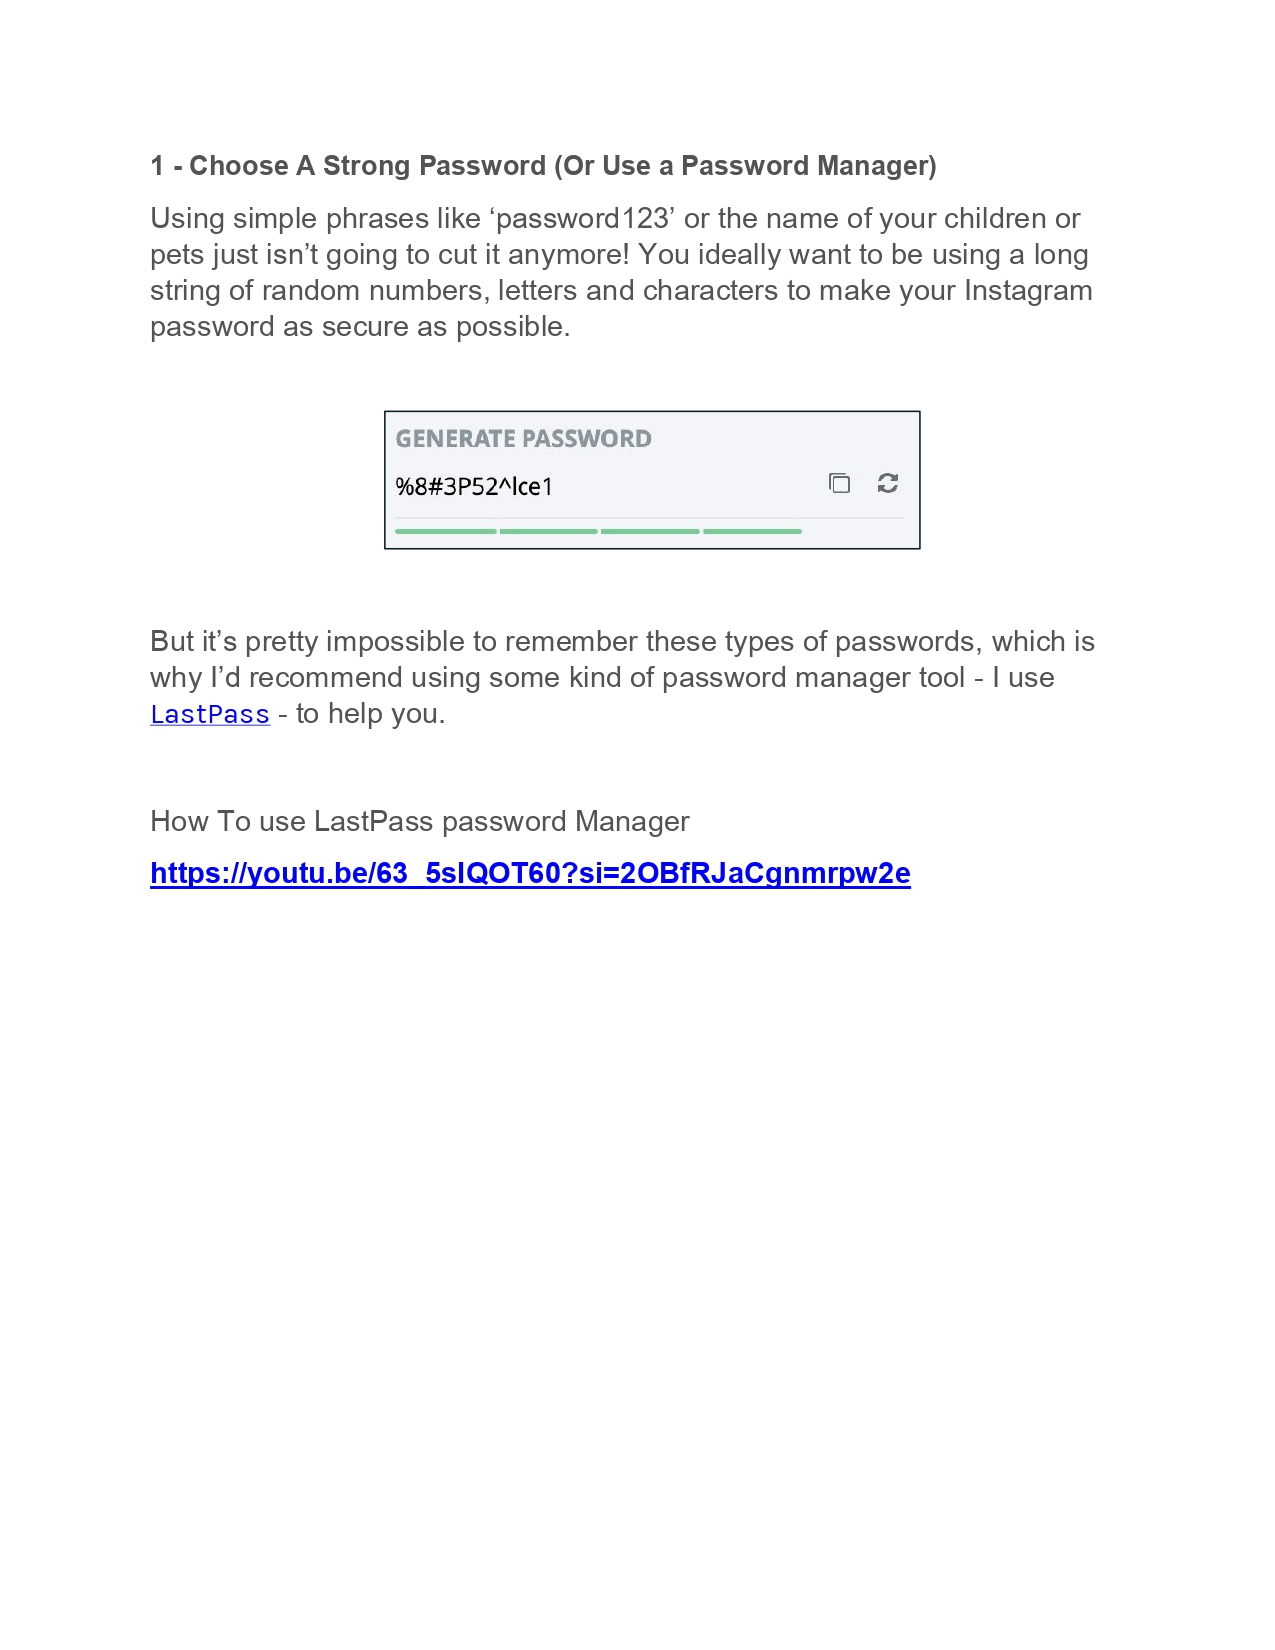 1 - Choose A Strong Password (Or Use a Password Manager)
Using simple phrases like ‘password123’ or the name of your children or
pets just isn’t going to cut it anymore! You ideally want to be using a long
string of random numbers, letters and characters to make your Instagram
password as secure as possible.
GENERATE PASSWORD
%8#3P52^lce1
But it’s pretty impossible to remember these types of passwords, which is
why I’d recommend using some kind of password manager tool - I use
LastPass - to help you.
How To use LastPass password Manager
https://youtu.be/63_5sIQOT60?si=2OBfRJaCgnmrpw2e